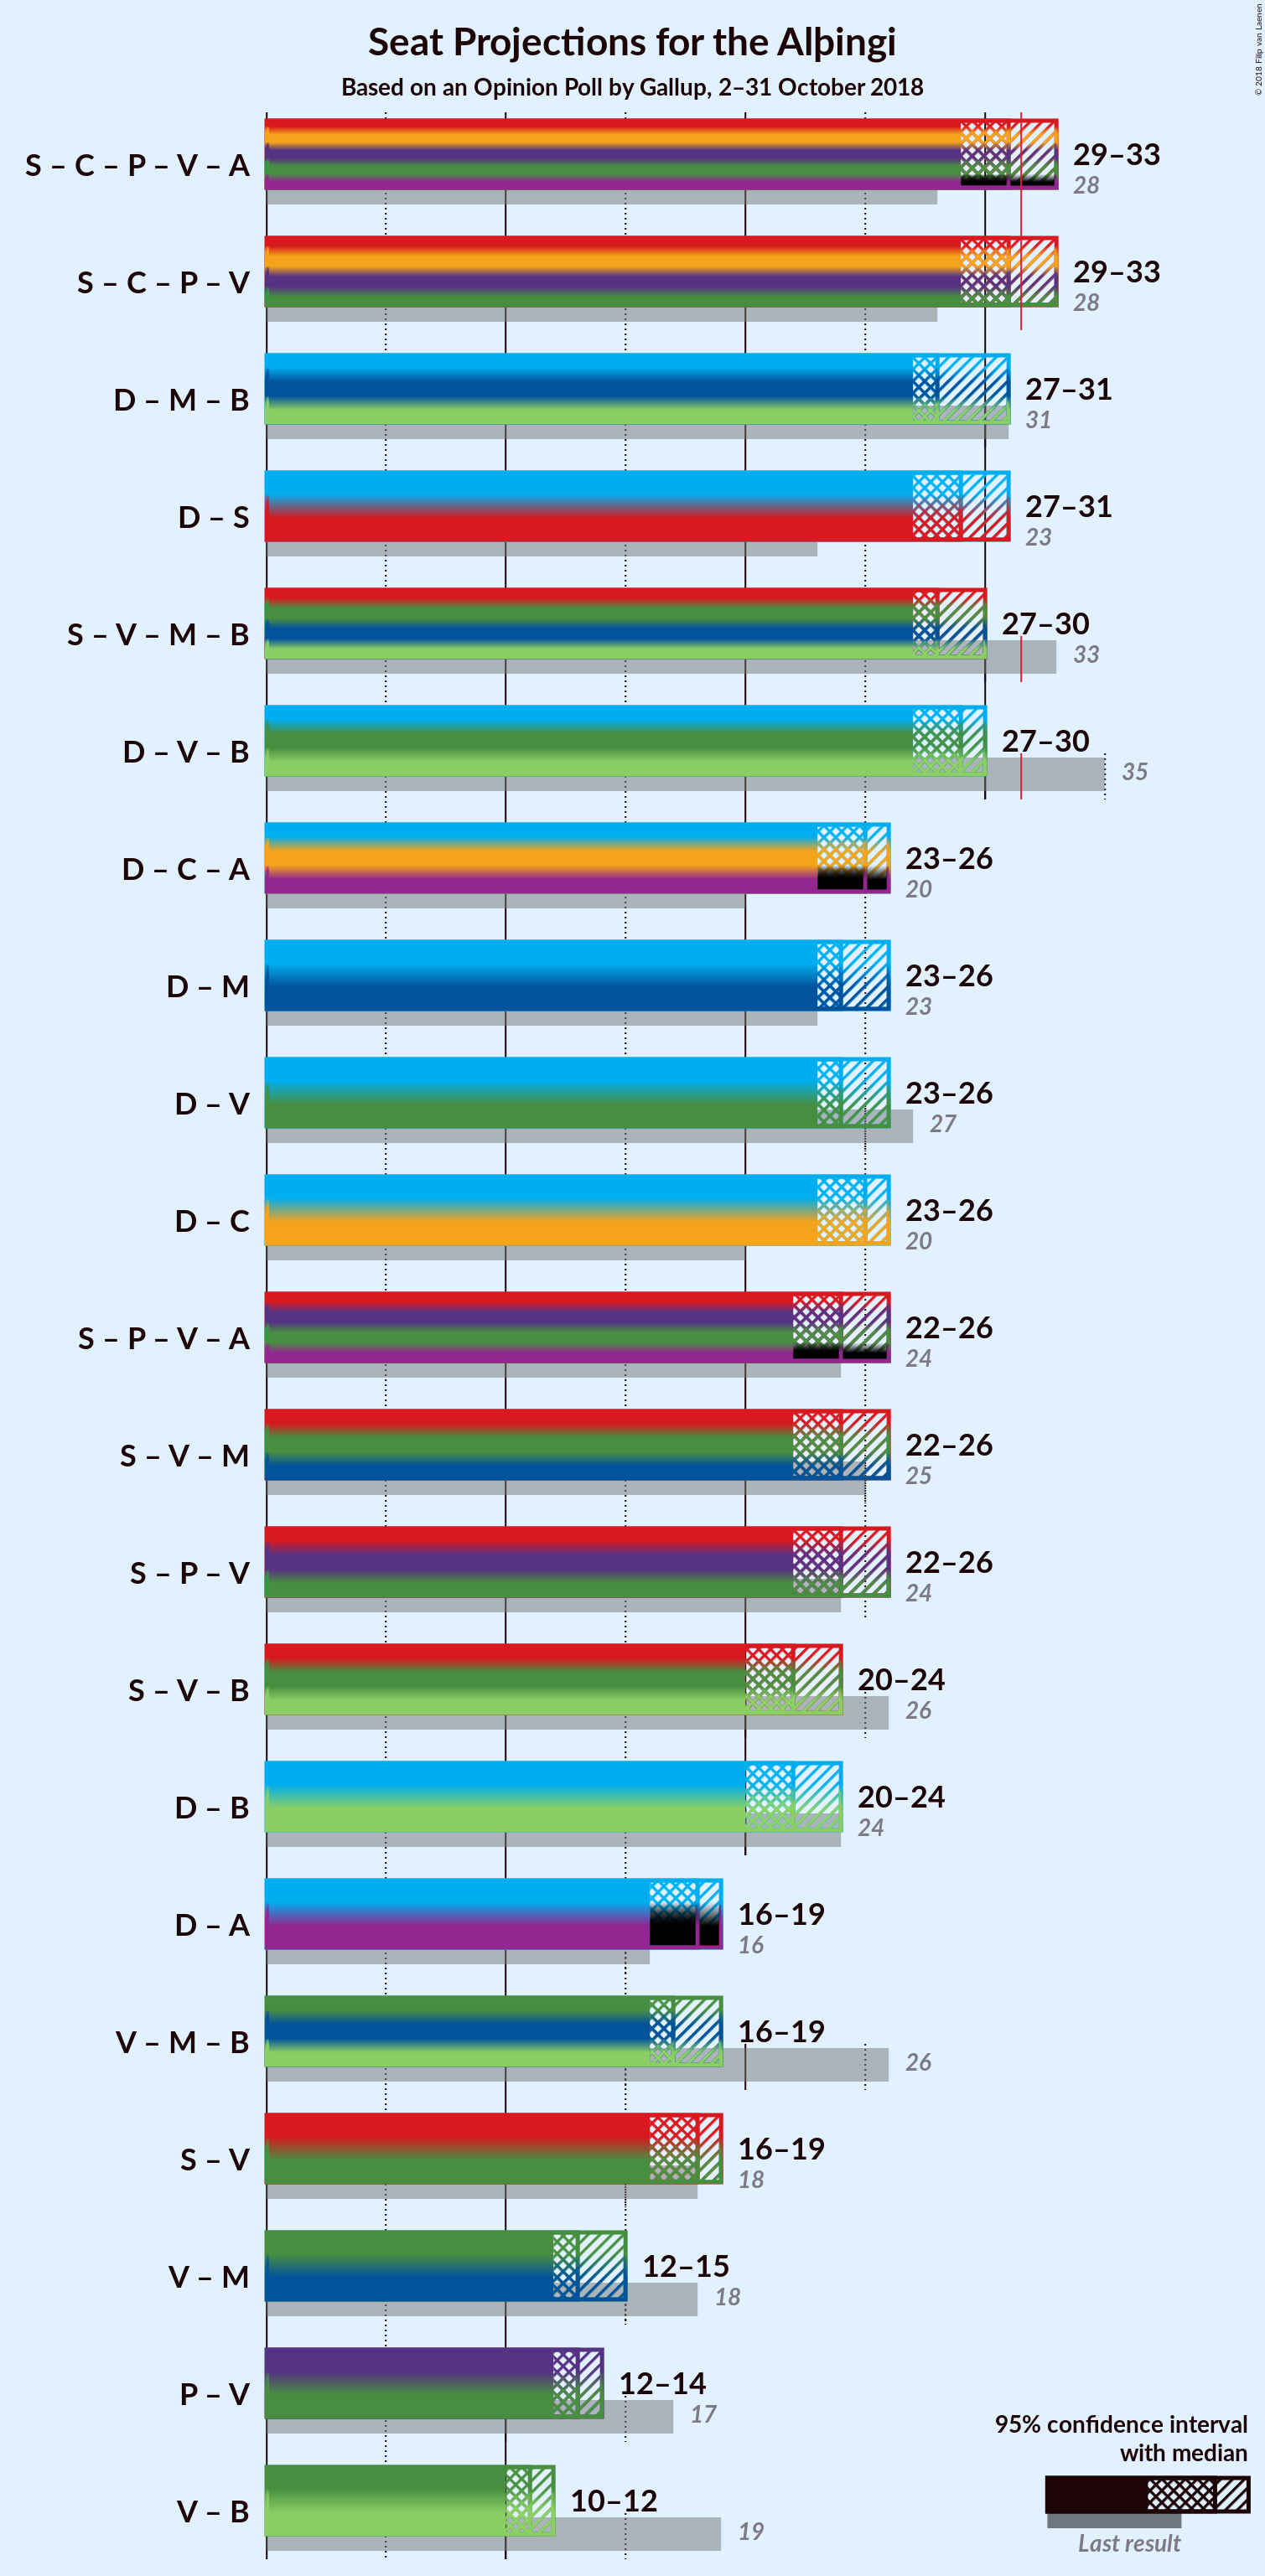 Seat Projections for the Alþingi
Based on an Opinion Poll by Gallup, 2–31 October 2018
© 2018 Filip van Laenen
S – C – P – V – A
29–33
28
S – C – P – V
29–33
28
D – M – B
27–31
31
D – S
27–31
23
S – V – M – B
27–30
33
D – V – B
27–30
35
D – C – A
23–26
20
D – M
23–26
23
D – V
23–26
27
D – C
23–26
20
S – P – V – A
22–26
24
S – V – M
22–26
25
S – P – V
22–26
24
S – V – B
20–24
26
D – B
20–24
24
D – A
16–19
16
V – M – B
16–19
26
S – V
16–19
18
V – M
12–15
18
P – V
12–14
17
V – B
10–12
19
95% confidence interval
with median
Last result